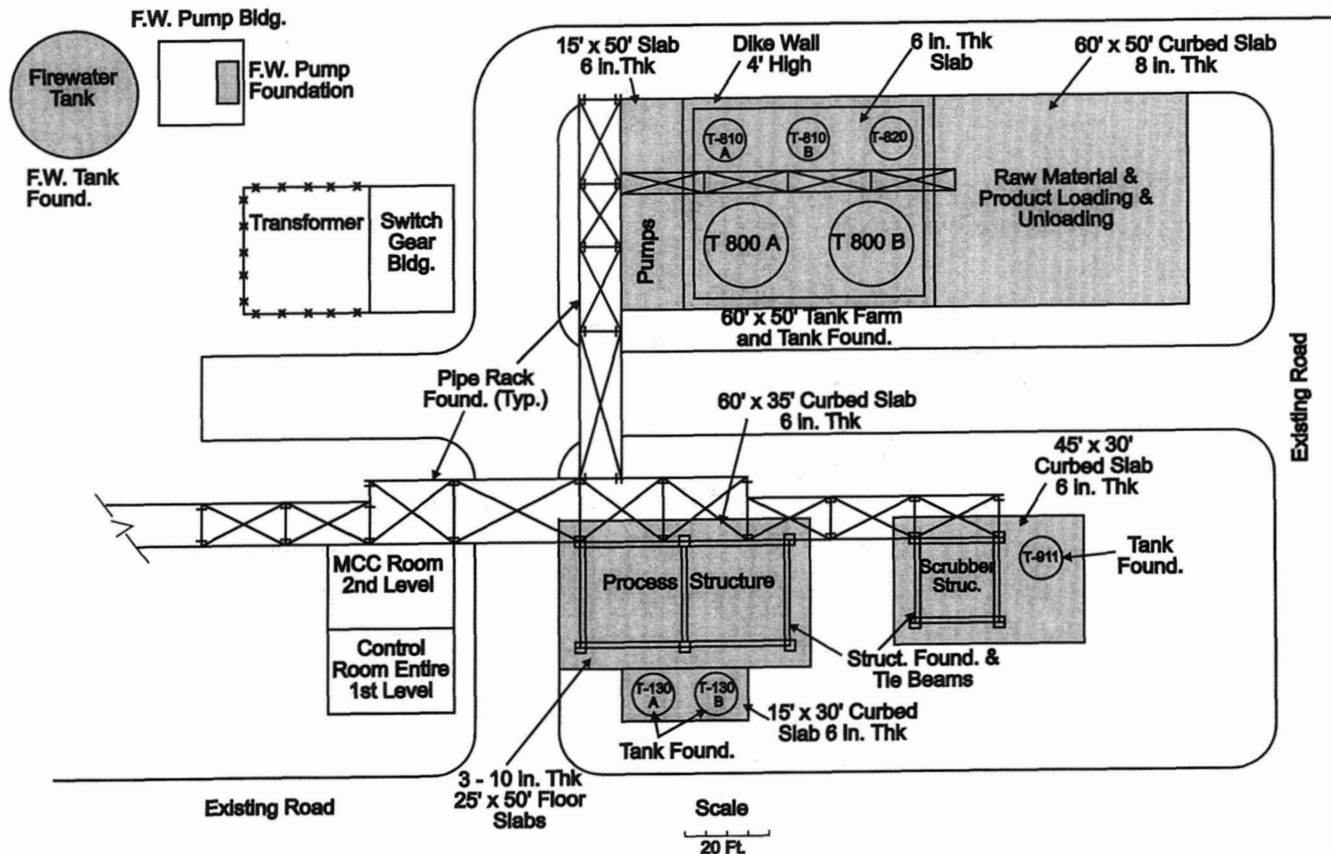 F.W. Pump Bldg.
Firewater
Tank
F.W. Pump
Foundation
F.W. Tank
Found.
15' x 50' Slab
6 in.Thk
Dike Wall
4' High
6 in. Thk
Slab
60' x 50' Curbed Slab
8 in. Thk
T-810
A
T-810
B
T-820
Transformer
Switch
Gear
Bldg.
Pumps
T 800 A
T 800 B
Raw Material &
Product Loading &
Unloading
60' x 50' Tank Farm
and Tank Found.
Pipe Rack
Found. (Typ.)
60' x 35' Curbed Slab
6 in. Thk
Existing Road
45' x 30'
Curbed Slab
6 in. Thk
MCC Room
2nd Level
Control
Room Entire
1st Level
Process Structure
Scrubber
Struc.
T-911
Tank
Found.
Struct. Found. &
Tie Beams
T-130
A
T-130
B
15' x 30' Curbed
Slab 6 in. Thk
Tank Found.
3 - 10 in. Thk
25' x 50' Floor
Slabs
Existing Road
Scale
20 Ft.